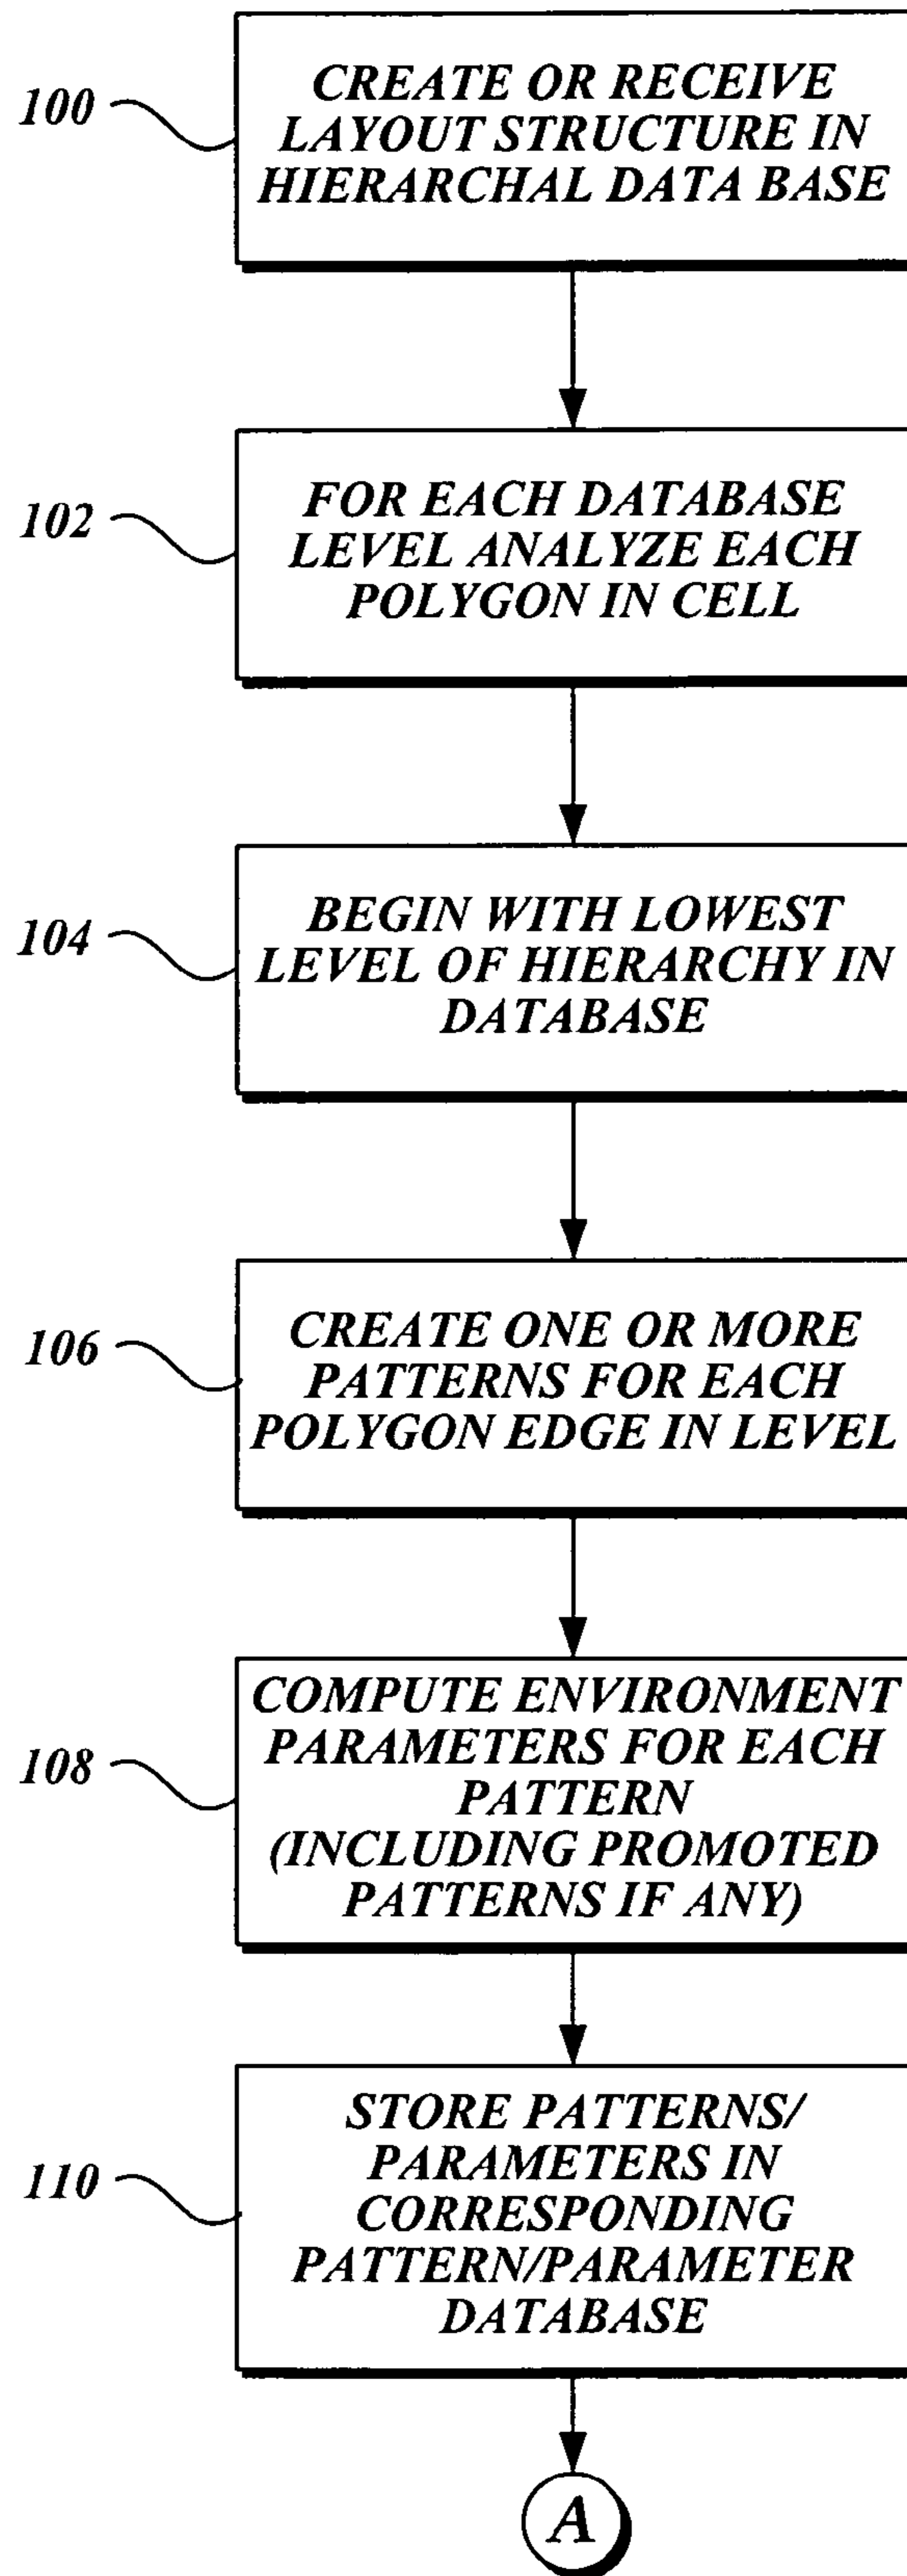 100
CREATE OR RECEIVE
LAYOUT STRUCTURE IN
HIERARCHAL DATA BASE
102
FOR EACH DATABASE
LEVEL ANALYZE EACH
POLYGON IN CELL
104
BEGIN WITH LOWEST
LEVEL OF HIERARCHY IN
DATABASE
106
CREATE ONE OR MORE
PATTERNS FOR EACH
POLYGON EDGE IN LEVEL
108
COMPUTE ENVIRONMENT
PARAMETERS FOR EACH
PATTERN
(INCLUDING PROMOTED
PATTERNS IF ANY)
110
STORE PATTERNS/
PARAMETERS IN
CORRESPONDING
PATTERN/PARAMETER
DATABASE
A